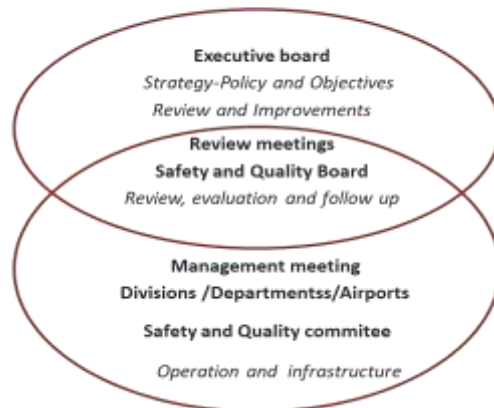 Executive board
Strategy-Policy and Objectives
Review and Improvements
Review meetings
Safety and Quality Board
Review, evaluation and follow up
Management meeting
Divisions /Departmentss/Airports
Safety and Quality commitee
Operation and infrastructure